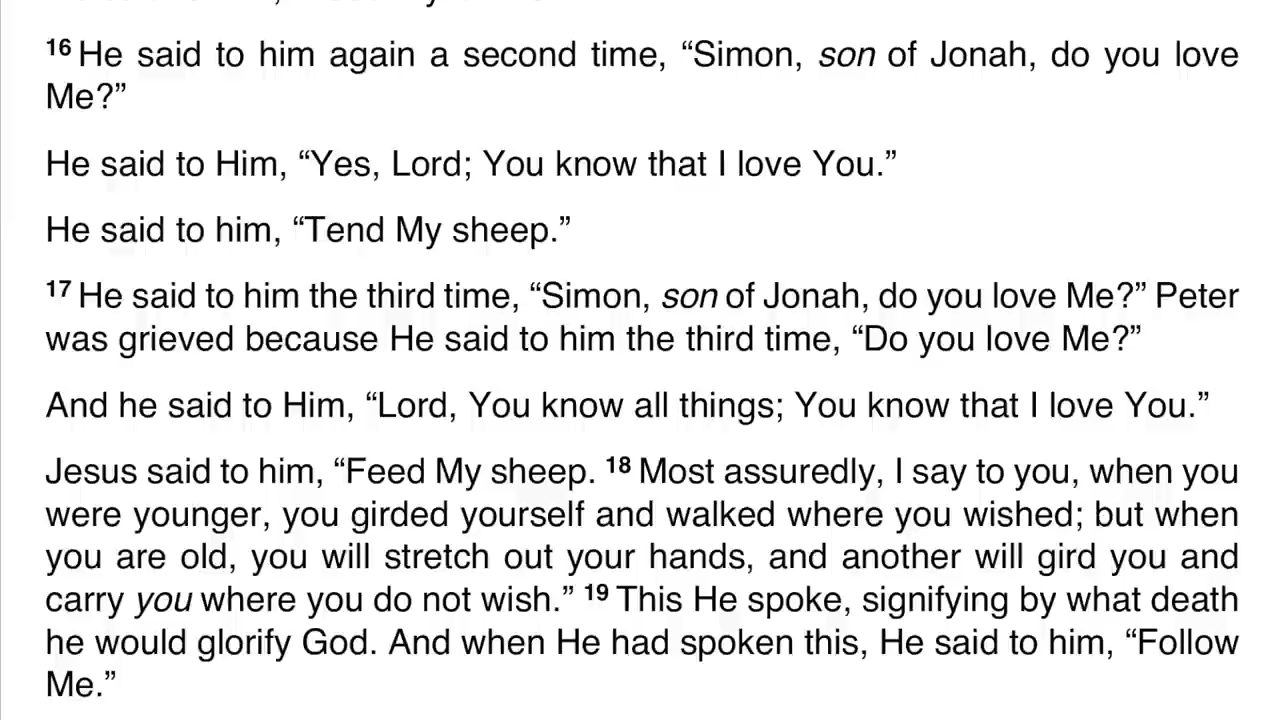 16 He said to him again a second time, “Simon, son of Jonah, do you love
Me?”
He said to Him, “Yes, Lord; You know that I love You.”
He said to him, “Tend My sheep.”
17 He said to him the third time, “Simon, son of Jonah, do you love Me?” Peter
was grieved because He said to him the third time, “Do you love Me?”
And he said to Him, “Lord, You know all things; You know that I love You.”
Jesus said to him, “Feed My sheep. 18 Most assuredly, I say to you, when you
were younger, you girded yourself and walked where you wished; but when
you are old, you will stretch out your hands, and another will gird you and
carry you where you do not wish.” 19 This He spoke, signifying by what death
he would glorify God. And when He had spoken this, He said to him, “Follow
Me.”